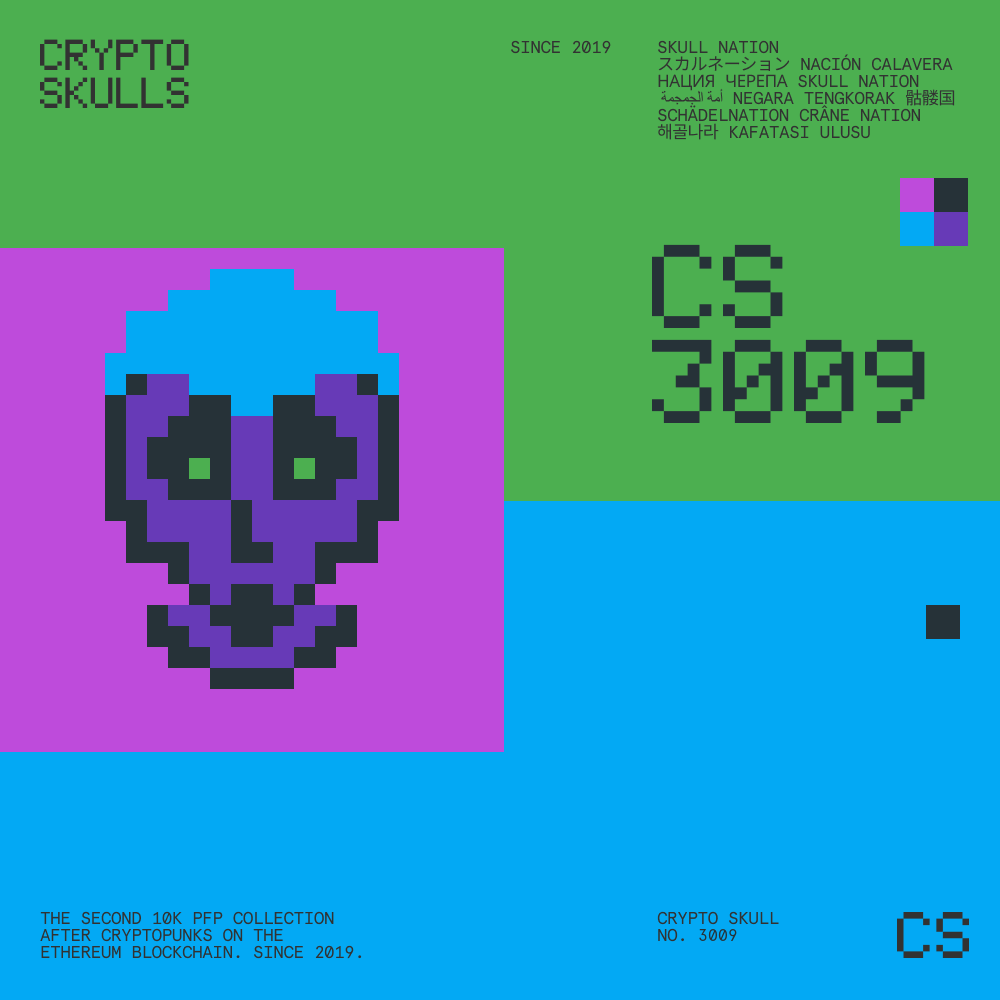 CRYPTO
SKULLS
SINCE 2019
SKULL NATION
スカルネーション NACIÓN CALAVERA
НАЦИЯ ЧЕРЕПА SKULL NATION
أمة الجمجمة NEGARA TENGKORAK 骷髅国
SCHÄDELNATION CRÂNE NATION
해골나라 KAFATASI ULUSU
CS
3009
THE SECOND 10K PFP COLLECTION
AFTER CRYPTOPUNKS ON THE
ETHEREUM BLOCKCHAIN. SINCE 2019.
CRYPTO SKULL
NO. 3009
CS